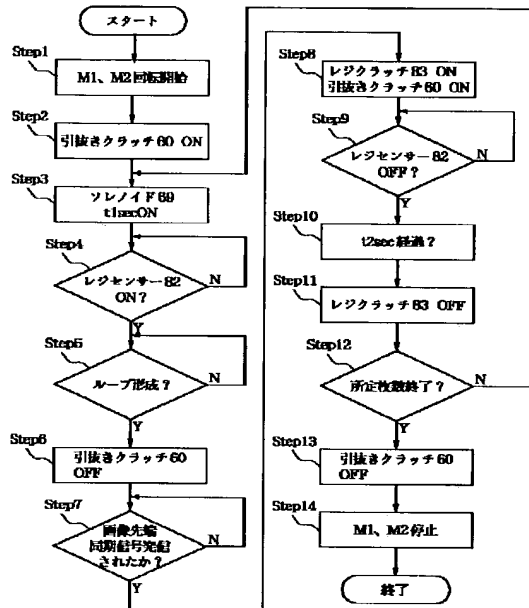 スタート
Step1
M1、M2回転開始
Step2
引抜きクラッチ60 ON
Step3
ソレノイド69
t1secON
Step4
レジセンサー82
ON?
N
Y
Step5
ループ形成?
N
Y
Step6
引抜きクラッチ60
OFF
Step7
画像先端
同期信号発信
されたか?
N
Y
Step8
レジクラッチ83 ON
引抜きクラッチ60 ON
Step9
レジセンサー82
OFF?
N
Y
Step10
t2sec経過?
Step11
レジクラッチ83 OFF
Step12
所定枚数終了?
N
Y
Step13
引抜きクラッチ60
OFF
Step14
M1、M2停止
終了